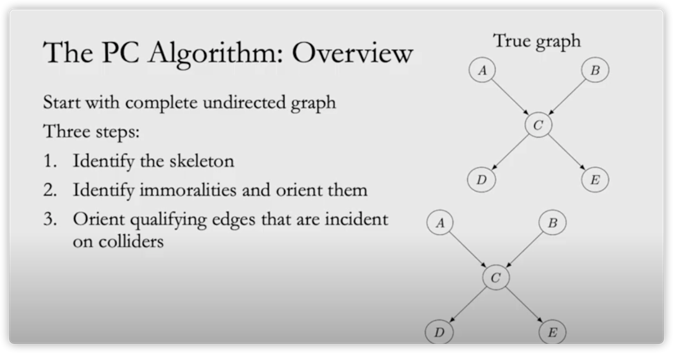 The PC Algorithm: Overview
True graph
A
B
Start with complete undirected graph
Three steps:
C
1. Identify the skeleton
2. Identify immoralities and orient them
D
E
3. Orient qualifying edges that are incident
on colliders
A
B
C
D
E